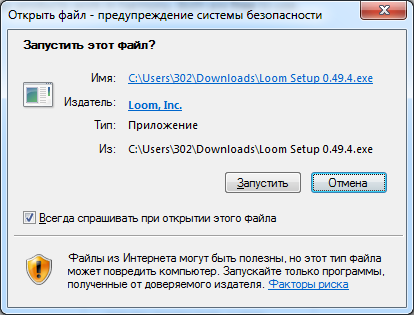 Открыть файл - предупреждение системы безопасности
Запустить этот файл?
Имя: C:\Users\302\Downloads\Loom Setup 0.49.4.exe
Издатель: Loom, Inc.
Тип: Приложение
Из: C:\Users\302\Downloads\Loom Setup 0.49.4.exe
Запустить Отмена
Всегда спрашивать при открытии этого файла
Файлы из Интернета могут быть полезны, но этот тип файла
может повредить компьютер. Запускайте только программы,
полученные от доверяемого издателя. Факторы риска